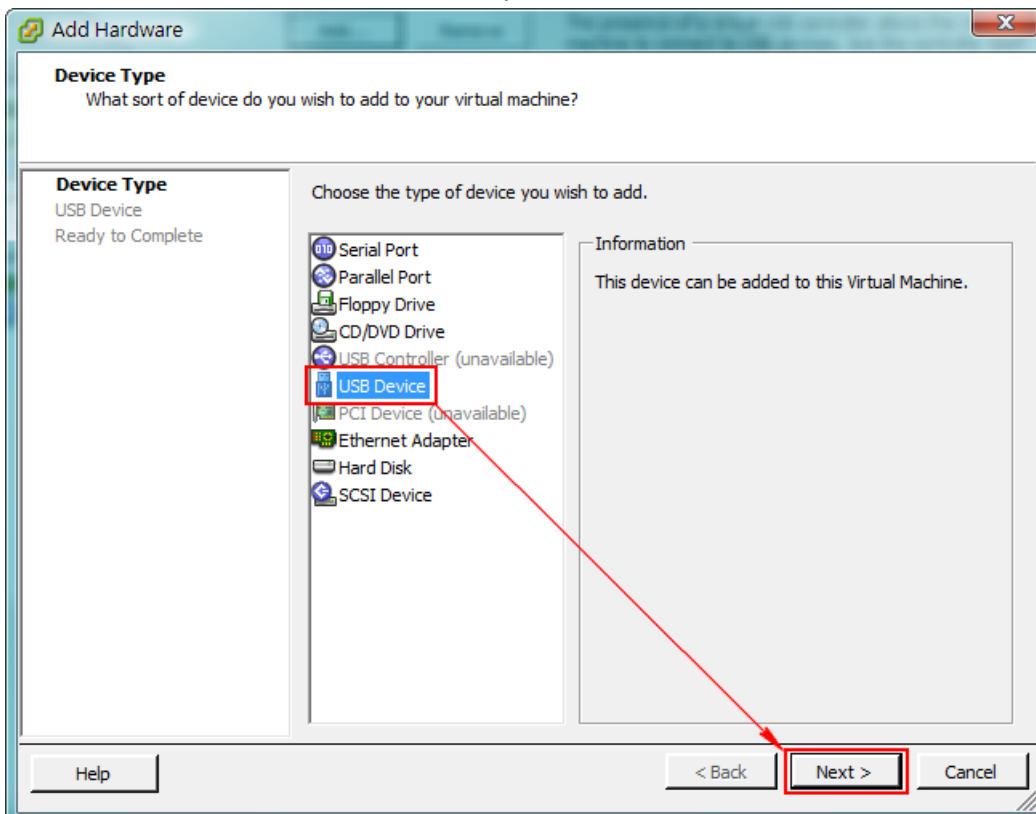 Add Hardware
Device Type
What sort of device do you wish to add to your virtual machine?
Device Type
USB Device
Ready to Complete
Choose the type of device you wish to add.
Serial Port
Parallel Port
Floppy Drive
CD/DVD Drive
USB Controller (unavailable)
USB Device
PCI Device (unavailable)
Ethernet Adapter
Hard Disk
SCSI Device
Information
This device can be added to this Virtual Machine.
Help
< Back
Next >
Cancel